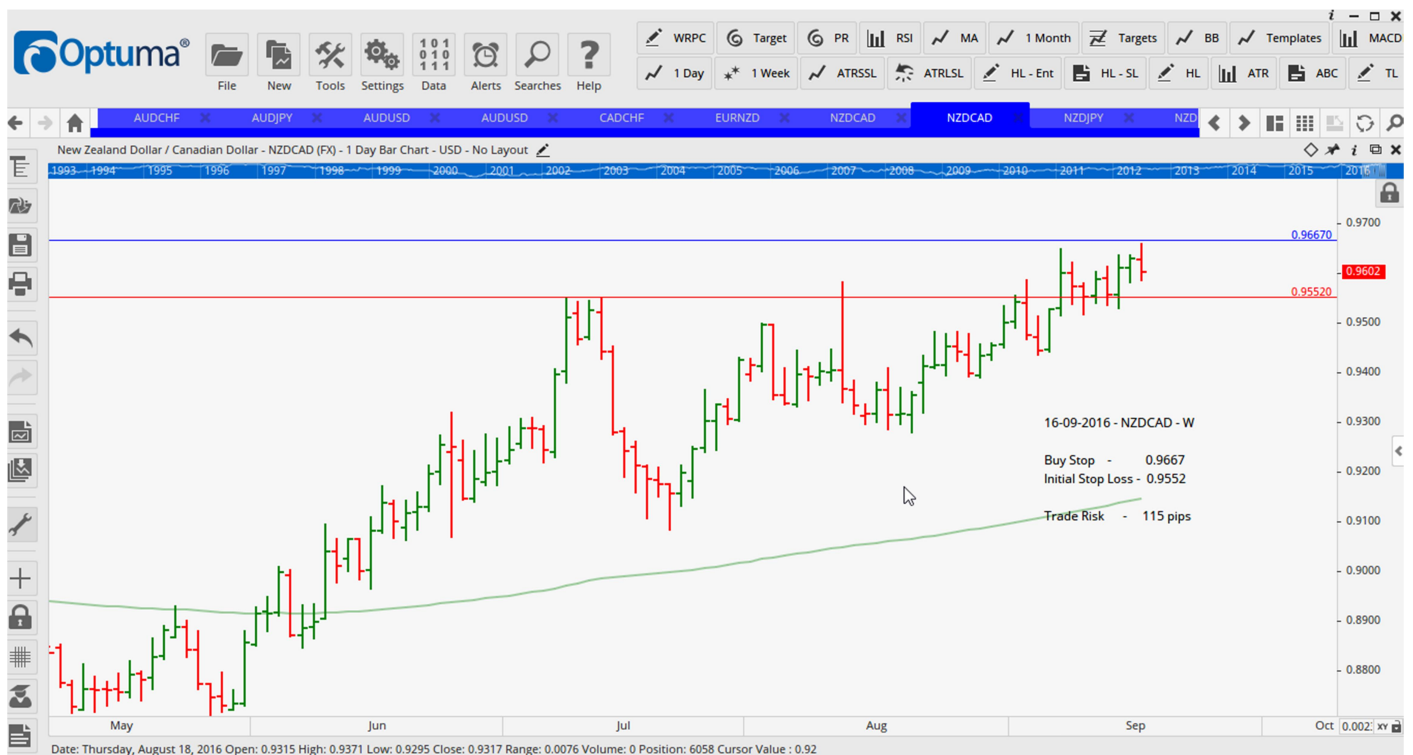 i
Optuma®
File New Tools Settings Data Alerts Searches Help
101
010
111
WRPC Target PR RSI MA 1 Month Targets BB Templates MACD
1 Day 1 Week ATRSSL ATRLSL HL - Ent HL - SL HL ATR ABC TL
AUDCHF AUDJPY AUDUSD AUDUSD CADCHF EURNZD NZDCAD NZDCAD NZDJPY NZD
New Zealand Dollar / Canadian Dollar - NZDCAD (FX) - 1 Day Bar Chart - USD - No Layout
i
1993 1994 1995 1996 1997 1998 1999 2000 2001 2002 2003 2004 2005 2006 2007 2008 2009 2010 2011 2012 2013 2014 2015 2016
0.9700
0.96670
0.9602
0.95520
0.9500
0.9400
0.9300
16-09-2016 - NZDCAD - W
Buy Stop - 0.9667
0.9200
Initial Stop Loss - 0.9552
Trade Risk - 115 pips
0.9100
0.9000
0.8900
0.8800
May Jun Jul Aug Sep Oct 0.002 XY
Date: Thursday, August 18, 2016 Open: 0.9315 High: 0.9371 Low: 0.9295 Close: 0.9317 Range: 0.0076 Volume: 0 Position: 6058 Cursor Value : 0.92